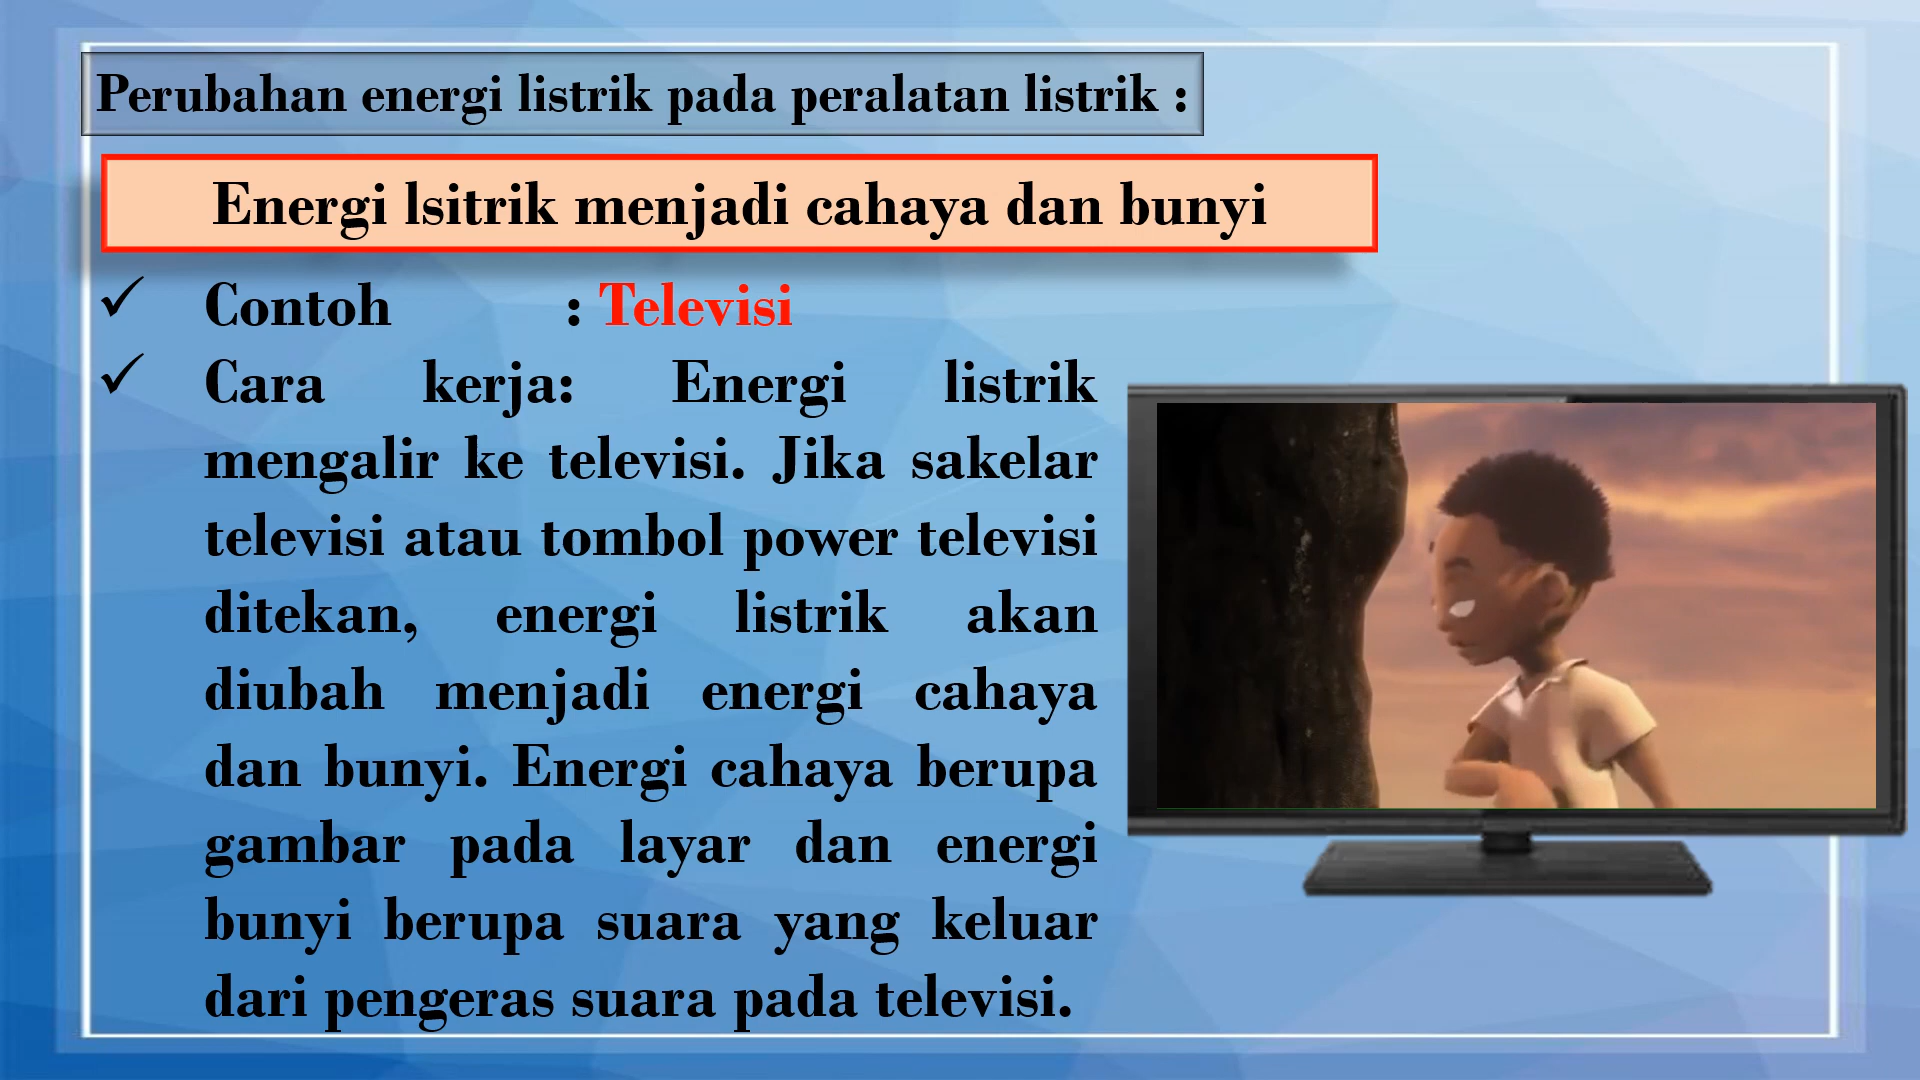 Perubahan energi listrik pada peralatan listrik :
Energi lsitrik menjadi cahaya dan bunyi
✓ Contoh : Televisi
✓ Cara kerja: Energi listrik
mengalir ke televisi. Jika sakelar
televisi atau tombol power televisi
ditekan, energi listrik akan
diubah menjadi energi cahaya
dan bunyi. Energi cahaya berupa
gambar pada layar dan energi
bunyi berupa suara yang keluar
dari pengeras suara pada televisi.